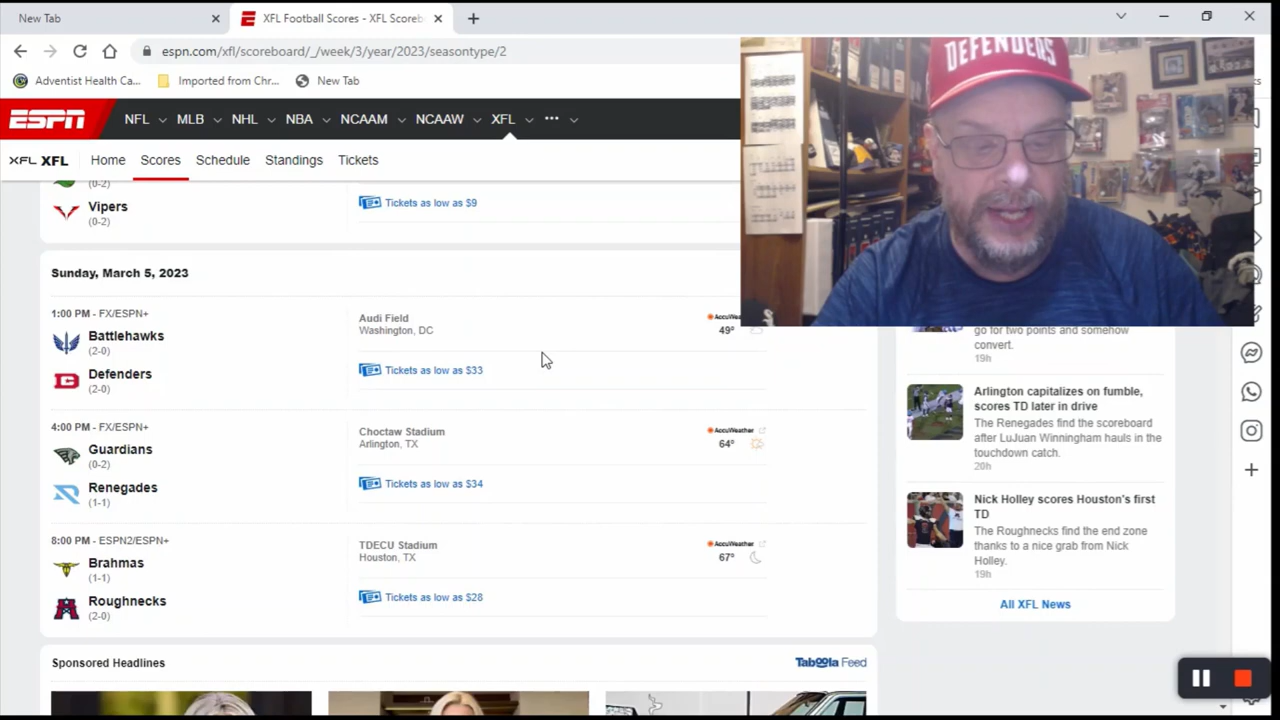 New Tab
XFL Football Scores - XFL Scoreb
espn.com/xfl/scoreboard/_/week/3/year/2023/seasontype/2
Adventist Health Ca...
Imported from Chr...
New Tab
DEFENDERS
ESPN
NFL
MLB
NHL
NBA
NCAAM
NCAAW
XFL
XFL XFL
Home
Scores
Schedule
Standings
Tickets
(0-2)
Vipers
(0-2)
Tickets as low as $9
Sunday, March 5, 2023
1:00 PM - FX/ESPN+
Battlehawks
(2-0)
Defenders
(2-0)
Audi Field
Washington, DC
Tickets as low as $33
AccuWeather
49°
4:00 PM - FX/ESPN+
Guardians
(0-2)
Renegades
(1-1)
Choctaw Stadium
Arlington, TX
Tickets as low as $34
AccuWeather
64°
8:00 PM - ESPN2/ESPN+
Brahmas
(1-1)
Roughnecks
(2-0)
TDECU Stadium
Houston, TX
Tickets as low as $28
AccuWeather
67°
go for two points and somehow
convert.
19h
Arlington capitalizes on fumble,
scores TD later in drive
The Renegades find the scoreboard
after LuJuan Winningham hauls in the
touchdown catch.
20h
Nick Holley scores Houston's first
TD
The Roughnecks find the end zone
thanks to a nice grab from Nick
Holley.
19h
All XFL News
Sponsored Headlines
Taboola Feed